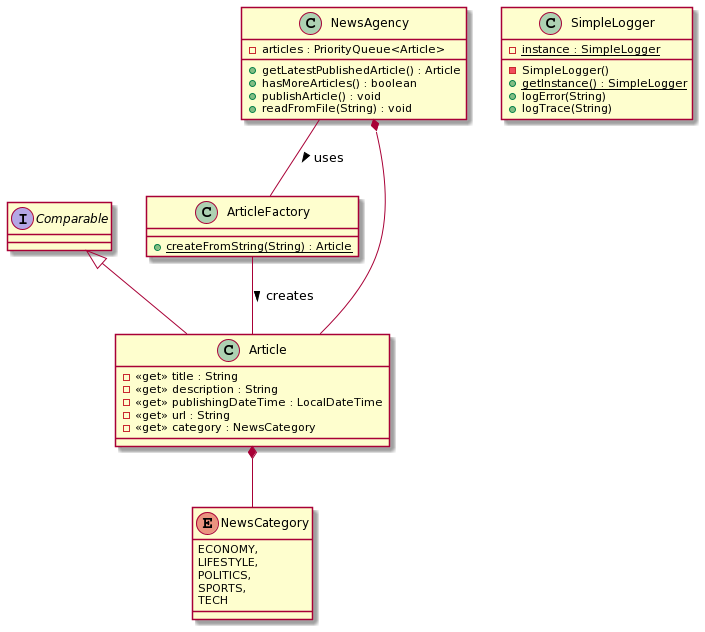 C NewsAgency
articles : PriorityQueue<Article>
getLatestPublishedArticle() : Article
hasMoreArticles() : boolean
publishArticle() : void
readFromFile(String) : void
C SimpleLogger
instance : SimpleLogger
SimpleLogger()
getInstance() : SimpleLogger
logError(String)
logTrace(String)
uses
I Comparable
C ArticleFactory
createFromString(String) : Article
creates
C Article
«get» title : String
«get» description : String
«get» publishingDateTime : LocalDateTime
«get» url : String
«get» category : NewsCategory
E NewsCategory
ECONOMY,
LIFESTYLE,
POLITICS,
SPORTS,
TECH